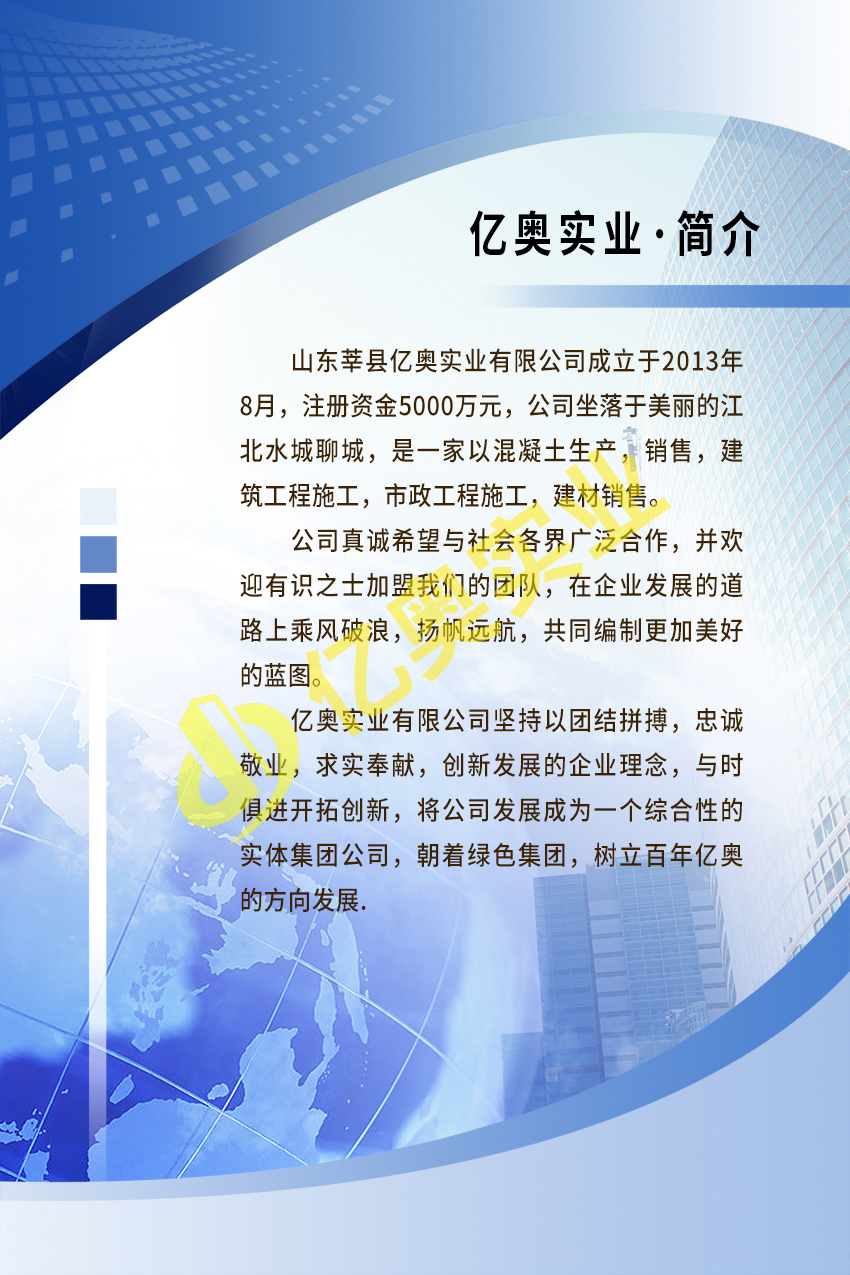 亿奥实业·简介
山东莘县亿奥实业有限公司成立于2013年
8月，注册资金5000万元，公司坐落于美丽的江
北水城聊城，是一家以混凝土生产，销售，建
筑工程施工，市政工程施工，建材销售。
公司真诚希望与社会各界广泛合作，并欢
迎有识之士加盟我们的团队，在企业发展的道
路上乘风破浪，扬帆远航，共同编制更加美好
的蓝图。
亿奥实业有限公司坚持以团结拼搏，忠诚
敬业，求实奉献，创新发展的企业理念，与时
俱进开拓创新，将公司发展成为一个综合性的
实体集团公司，朝着绿色集团，树立百年亿奥
的方向发展.
亿奥实业